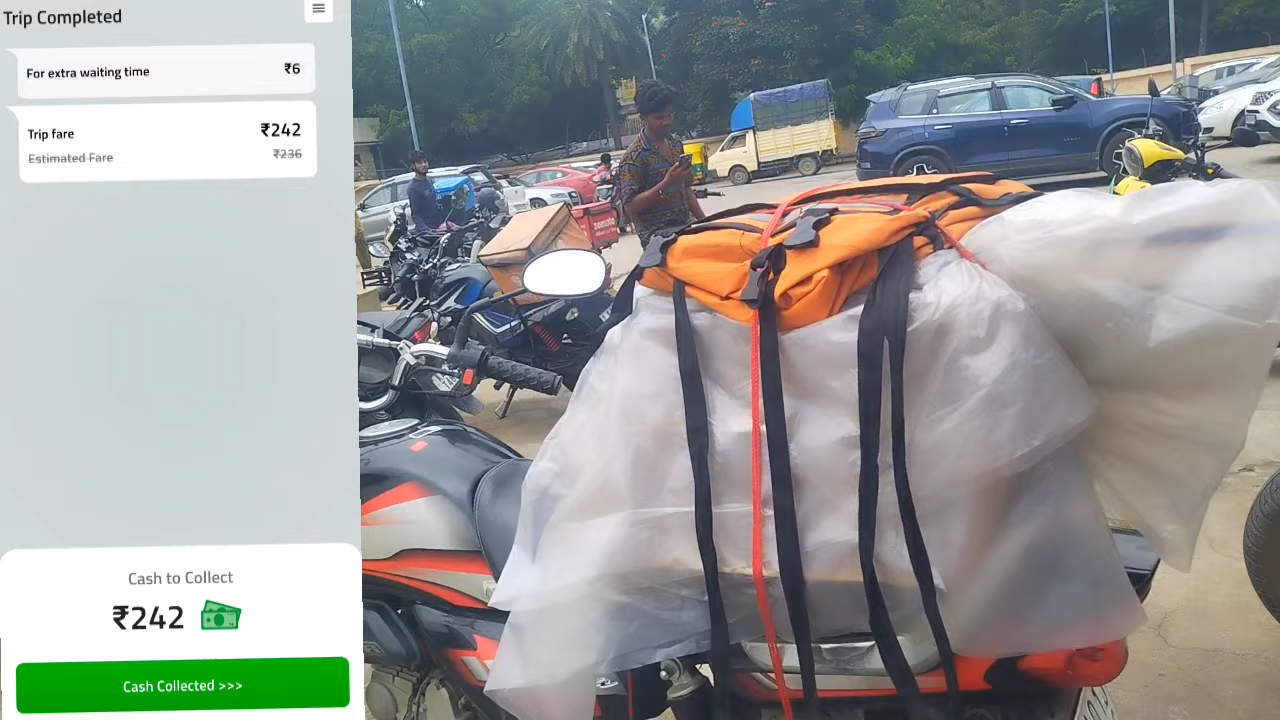 Trip Completed
For extra waiting time ₹6
Trip fare ₹242
Estimated Fare ₹236
Cash to Collect
₹242
Cash Collected >>>
zomato